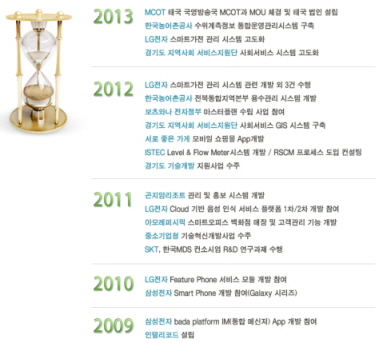 2013
MCOT 태국 국영방송국 MCOT과 MOU 체결 및 태국 법인 설립
한국농어촌공사 수위계측정보 통합운영관리시스템 구축
LG전자 스마트가전 관리 시스템 고도화
경기도 지역사회 서비스지원단 사회서비스 시스템 고도화
2012
LG전자 스마트가전 관리 시스템 관련 개발 외 3건 수행
한국농어촌공사 전북통합지역본부 용수관리 시스템 개발
보츠와나 전자정부 마스터플랜 수립 사업 참여
경기도 지역사회 서비스지원단 사회서비스 GIS 시스템 구축
서로 좋은 가게 모바일 쇼핑몰 App개발
ISTEC Level & Flow Meter시스템 개발 / RSCM 프로세스 도입 컨설팅
경기도 기술개발 지원사업 수주
2011
곤지암리조트 관리 및 홍보 시스템 개발
LG전자 Cloud 기반 음성 인식 서비스 플랫폼 1차/2차 개발 참여
아모레퍼시픽 스마트오피스 백화점 매장 및 고객관리 기능 개발
중소기업청 기술혁신개발사업 수주
SKT, 한국MDS 컨소시엄 R&D 연구과제 수행
2010
LG전자 Feature Phone 서비스 모듈 개발 참여
삼성전자 Smart Phone 개발 참여(Galaxy 시리즈)
2009
삼성전자 bada platform IM(통합 메신저) App 개발 참여
인텔리코드 설립